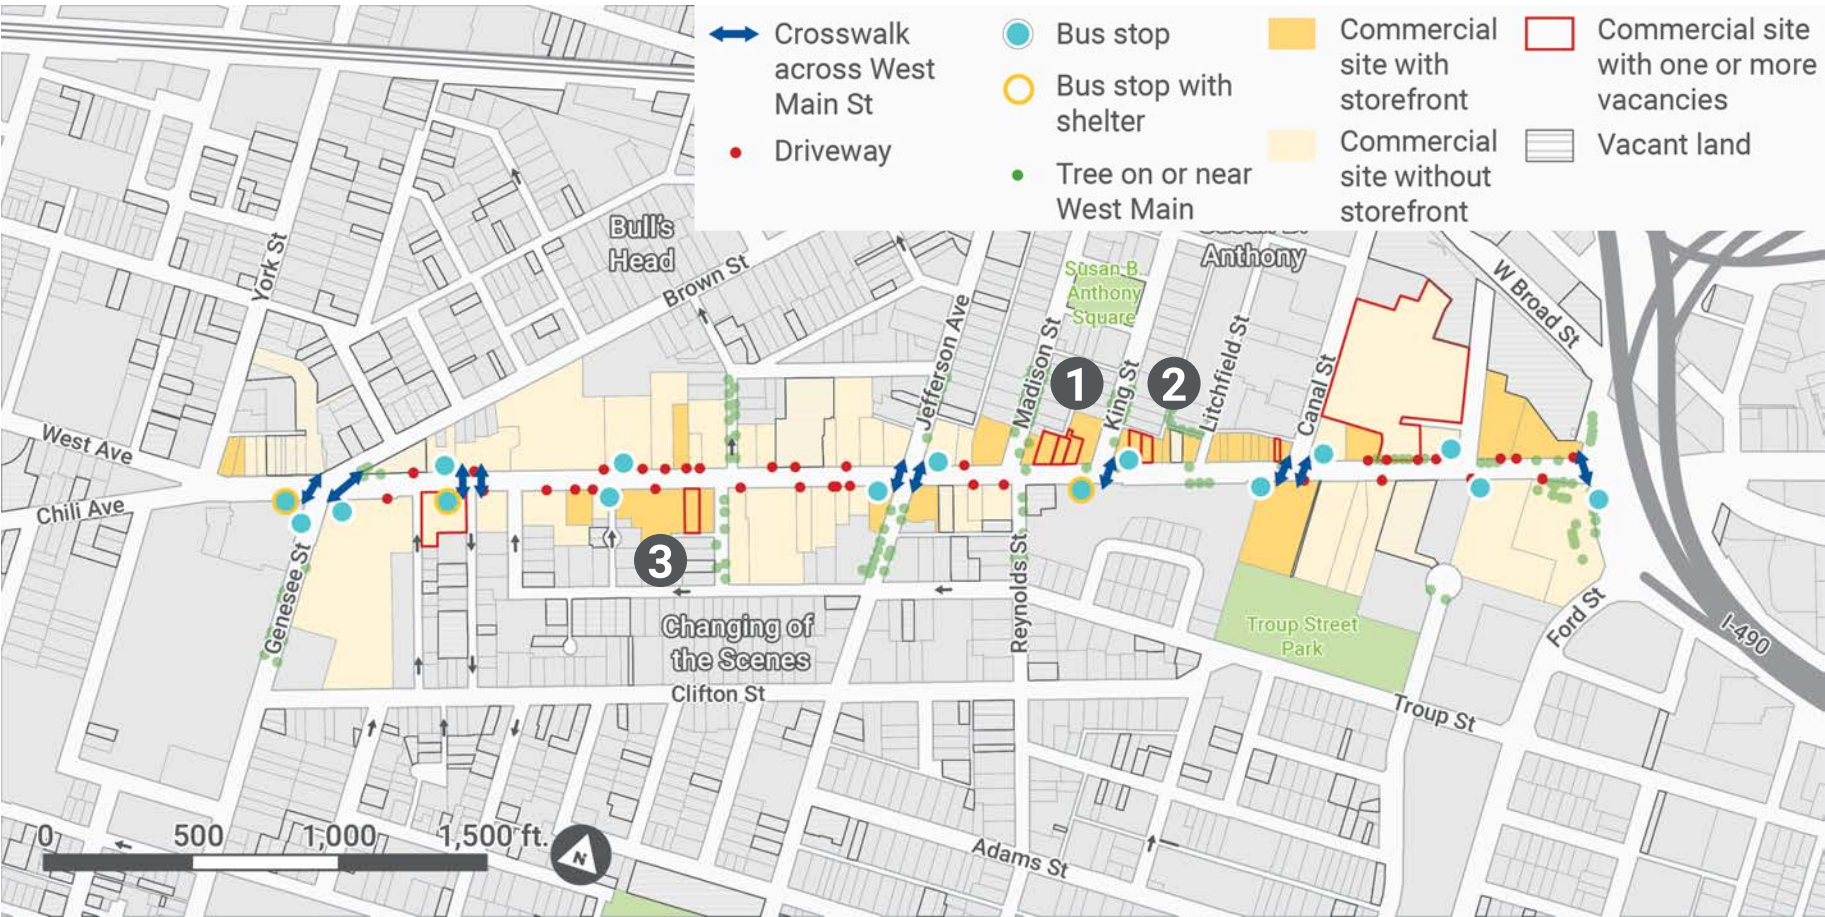 Crosswalk
across West
Main St
Driveway
Bus stop
Bus stop with
shelter
Tree on or near
West Main
Commercial
site with
storefront
Commercial
site without
storefront
Commercial site
with one or more
vacancies
Vacant land
Bull's
Head
Susan B.
Anthony
York St
Brown St
Susan B.
Anthony
Square
W Broad St
Jefferson Ave
Madison St
1
King St
2
Litchfield St
Canal St
West Ave
Chili Ave
Genesee St
3
Changing of
the Scenes
Reynolds St
Troup Street
Park
Ford St
I-490
Clifton St
Troup St
Adams St
0 500 1,000 1,500 ft.
N